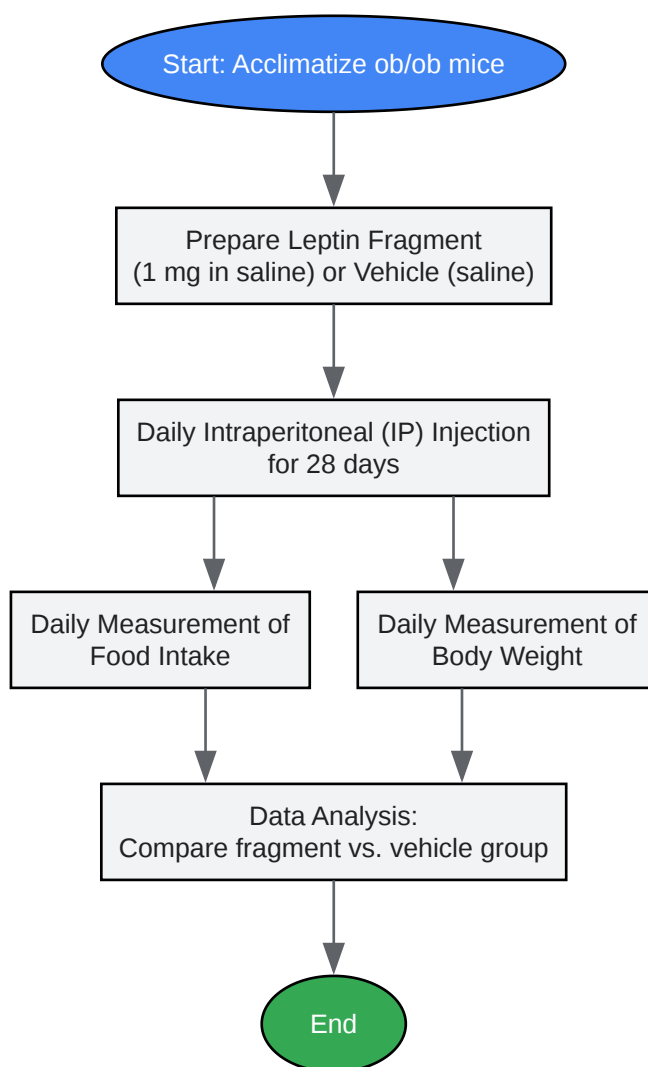 Start: Acclimatize ob/ob mice
Prepare Leptin Fragment
(1 mg in saline) or Vehicle (saline)
Daily Intraperitoneal (IP) Injection
for 28 days
Daily Measurement of
Food Intake
Daily Measurement of
Body Weight
Data Analysis:
Compare fragment vs. vehicle group
End